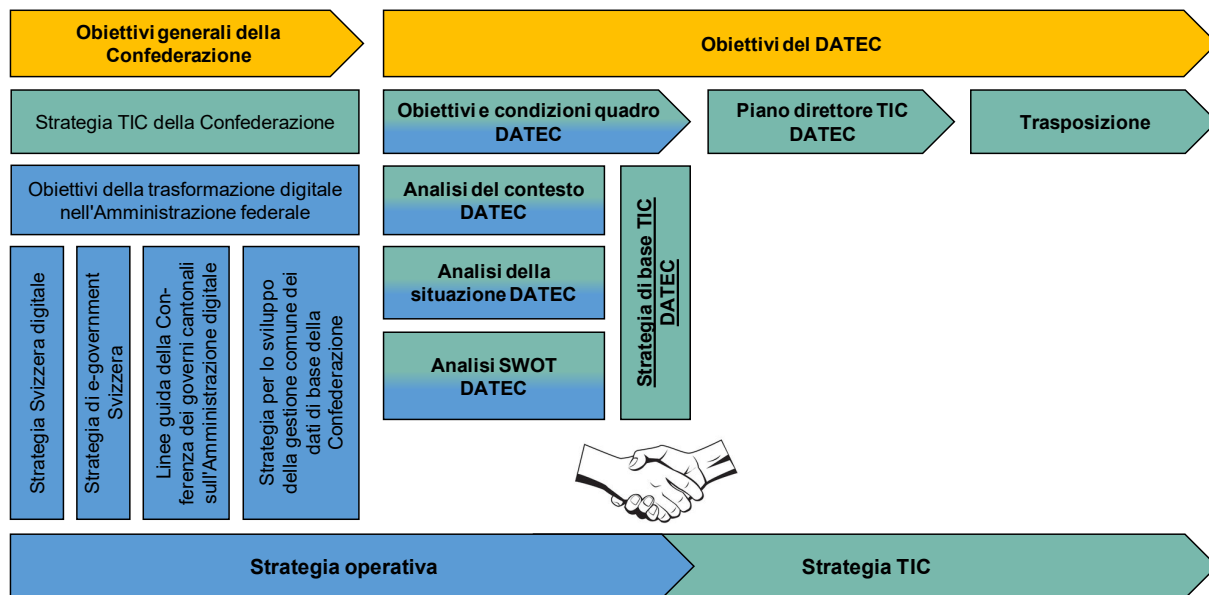 Obiettivi generali della
Confederazione
Obiettivi del DATEC
Strategia TIC della Confederazione
Obiettivi e condizioni quadro
DATEC
Piano direttore TIC
DATEC
Trasposizione
Obiettivi della trasformazione digitale
nell'Amministrazione federale
Analisi del contesto
DATEC
Strategia di base TIC
DATEC
Strategia Svizzera digitale
Strategia di e-government
Svizzera
Linee guida della Con-
ferenza dei governi cantonali
sull'Amministrazione digitale
Strategia per lo sviluppo
della gestione comune dei
dati di base della
Confederazione
Analisi della
situazione DATEC
Analisi SWOT
DATEC
Strategia operativa
Strategia TIC